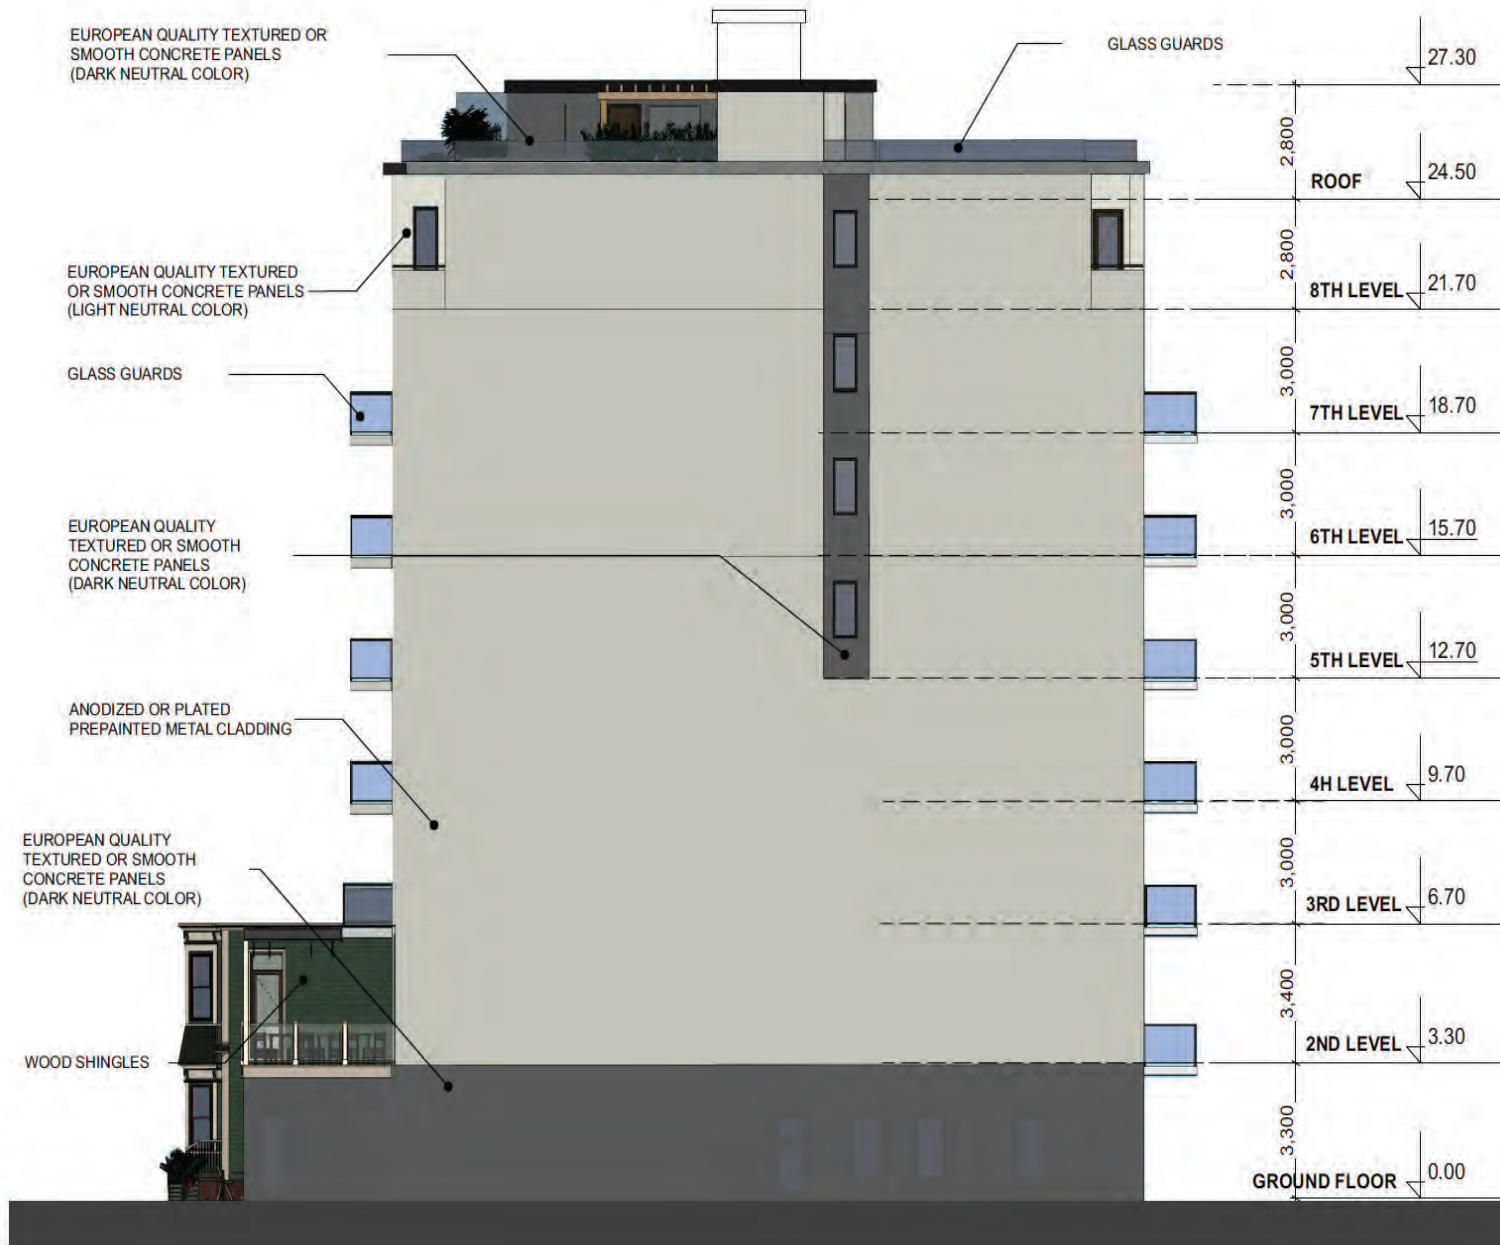 EUROPEAN QUALITY TEXTURED OR
SMOOTH CONCRETE PANELS
(DARK NEUTRAL COLOR)
GLASS GUARDS
27.30
2,800
ROOF 24.50
2,800
EUROPEAN QUALITY TEXTURED
OR SMOOTH CONCRETE PANELS
(LIGHT NEUTRAL COLOR)
8TH LEVEL 21.70
3,000
GLASS GUARDS
7TH LEVEL 18.70
3,000
EUROPEAN QUALITY
TEXTURED OR SMOOTH
CONCRETE PANELS
(DARK NEUTRAL COLOR)
6TH LEVEL 15.70
3,000
5TH LEVEL 12.70
ANODIZED OR PLATED
PREPAINTED METAL CLADDING
3,000
4H LEVEL 9.70
EUROPEAN QUALITY
TEXTURED OR SMOOTH
CONCRETE PANELS
(DARK NEUTRAL COLOR)
3,000
3RD LEVEL 6.70
3,400
2ND LEVEL 3.30
WOOD SHINGLES
3,300
GROUND FLOOR 0.00